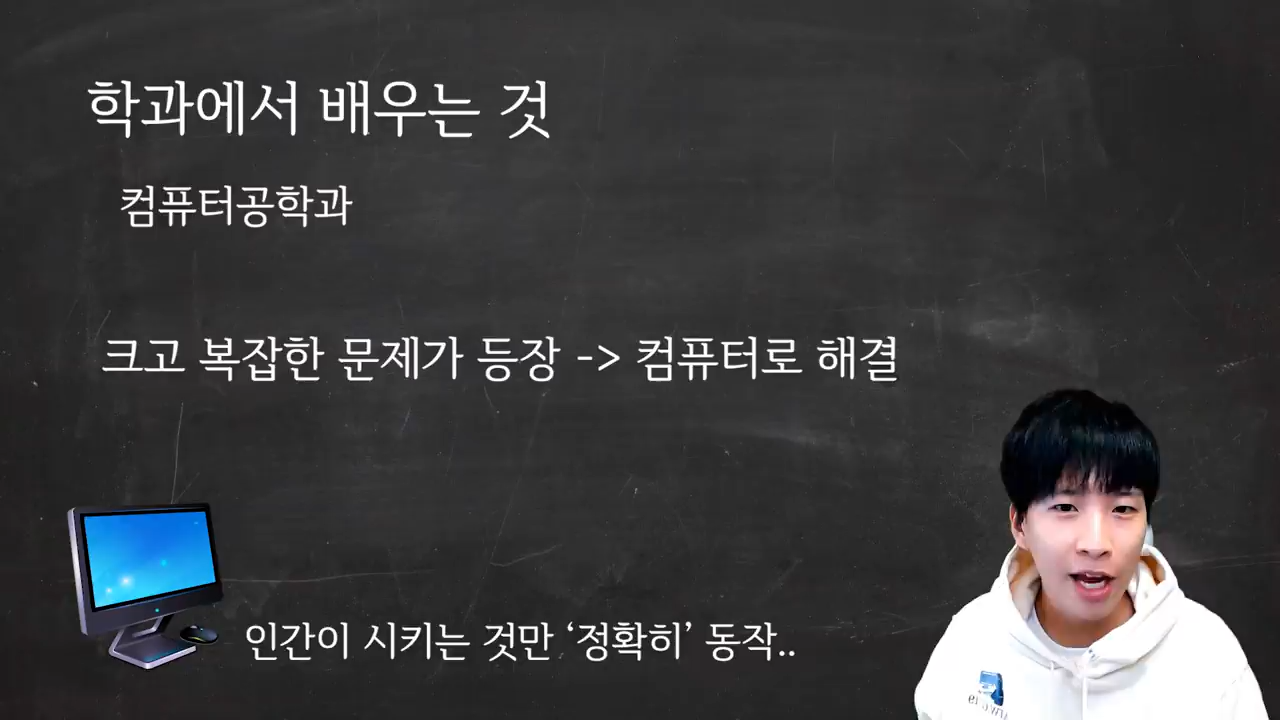 학과에서 배우는 것
컴퓨터공학과
크고 복잡한 문제가 등장 -> 컴퓨터로 해결
인간이 시키는 것만 ‘정확히’ 동작..